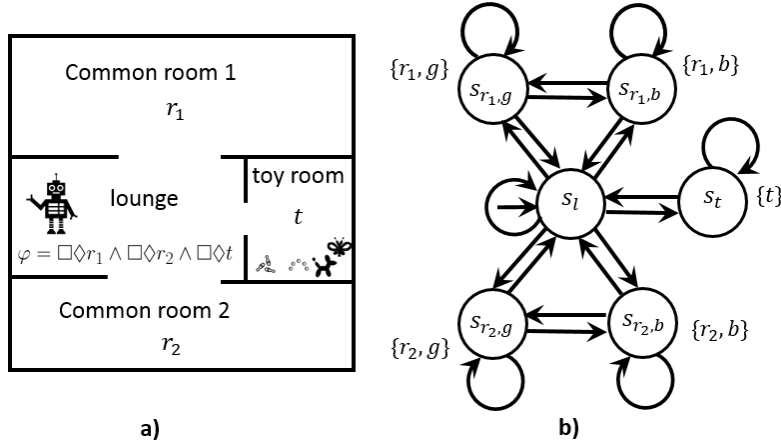 Common room 1
r₁
lounge
toy room
t
φ = □◊r₁ ∧ □◊r₂ ∧ □◊t
Common room 2
r₂
a)
{r₁, g}
s_{r₁,g}
s_{r₁,b}
{r₁, b}
s_l
s_t
{t}
{r₂, g}
s_{r₂,g}
s_{r₂,b}
{r₂, b}
b)